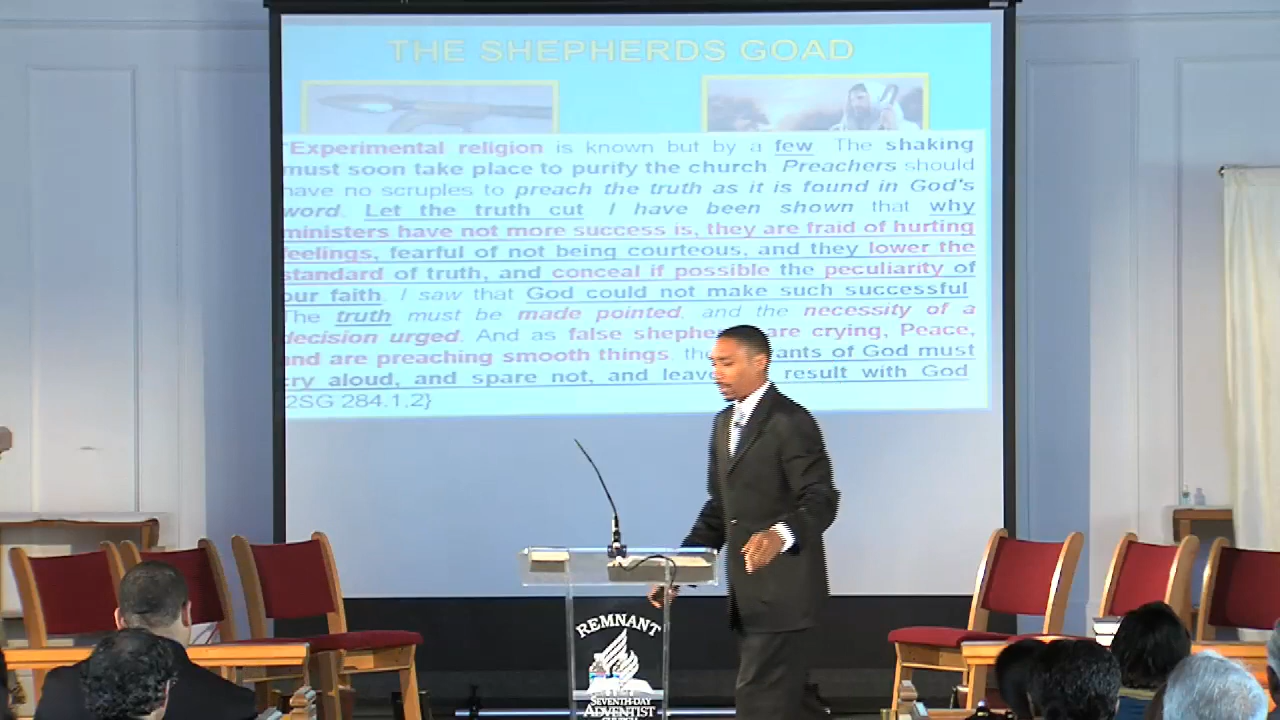 THE SHEPHERDS GOAD
"Experimental religion is known but by a few The shaking
must soon take place to purify the church Preachers should
have no scruples to preach the truth as it is found in God's
word. Let the truth cut I have been shown that why
ministers have not more success is, they are fraid of hurting
feelings, fearful of not being courteous, and they lower the
standard of truth, and conceal if possible the peculiarity of
our faith. I saw that God could not make such successful
The truth must be made pointed, and the necessity of a
decision urged. And as false are crying, Peace,
and are preaching smooth things, of God must
cry aloud, and spare not, and result with God
2SG 284.1,2}
REMNANT
SEVENTH-DAY
ADVENTIST
CHURCH